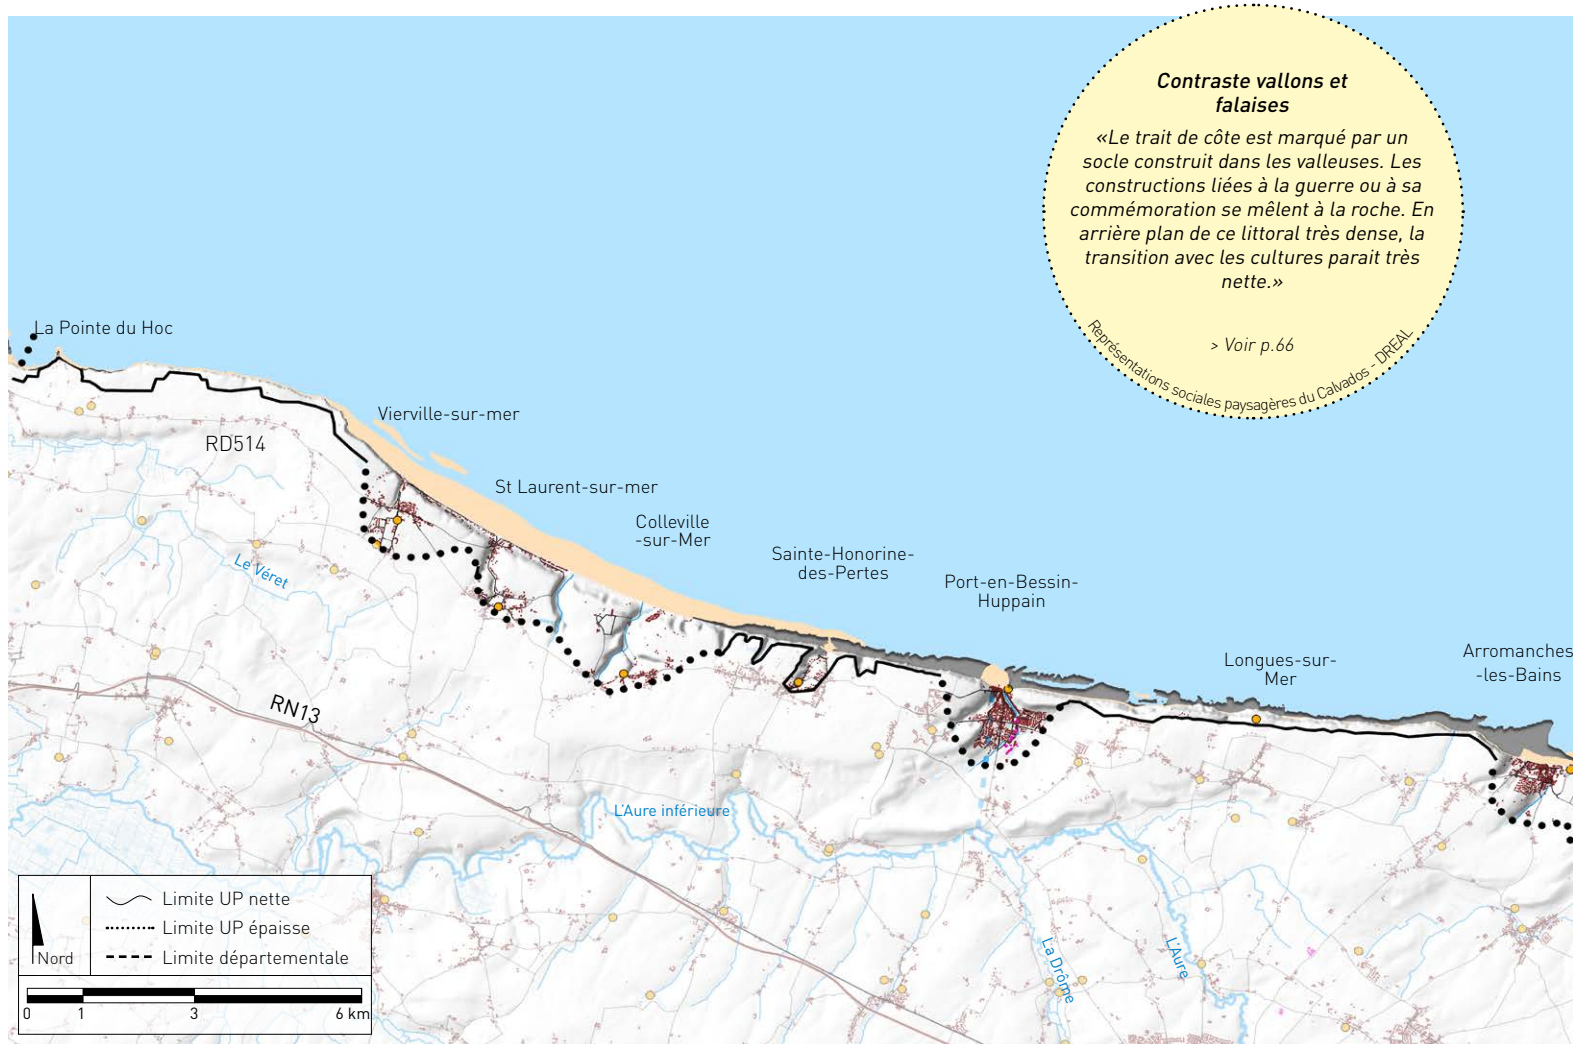 Contraste vallons et
falaises
«Le trait de côte est marqué par un
socle construit dans les valleuses. Les
constructions liées à la guerre ou à sa
commémoration se mêlent à la roche. En
arrière plan de ce littoral très dense, la
transition avec les cultures parait très
nette.»
> Voir p.66
Représentations sociales paysagères du Calvados - DREAL
La Pointe du Hoc
Vierville-sur-mer
RD514
St Laurent-sur-mer
Colleville
-sur-Mer
Sainte-Honorine-
des-Pertes
Port-en-Bessin-
Huppain
Longues-sur-
Mer
Arromanches
-les-Bains
Le Véret
RN13
L'Aure inférieure
La Drôme
L'Aure
Nord
Limite UP nette
Limite UP épaisse
Limite départementale
0 1 3 6 km